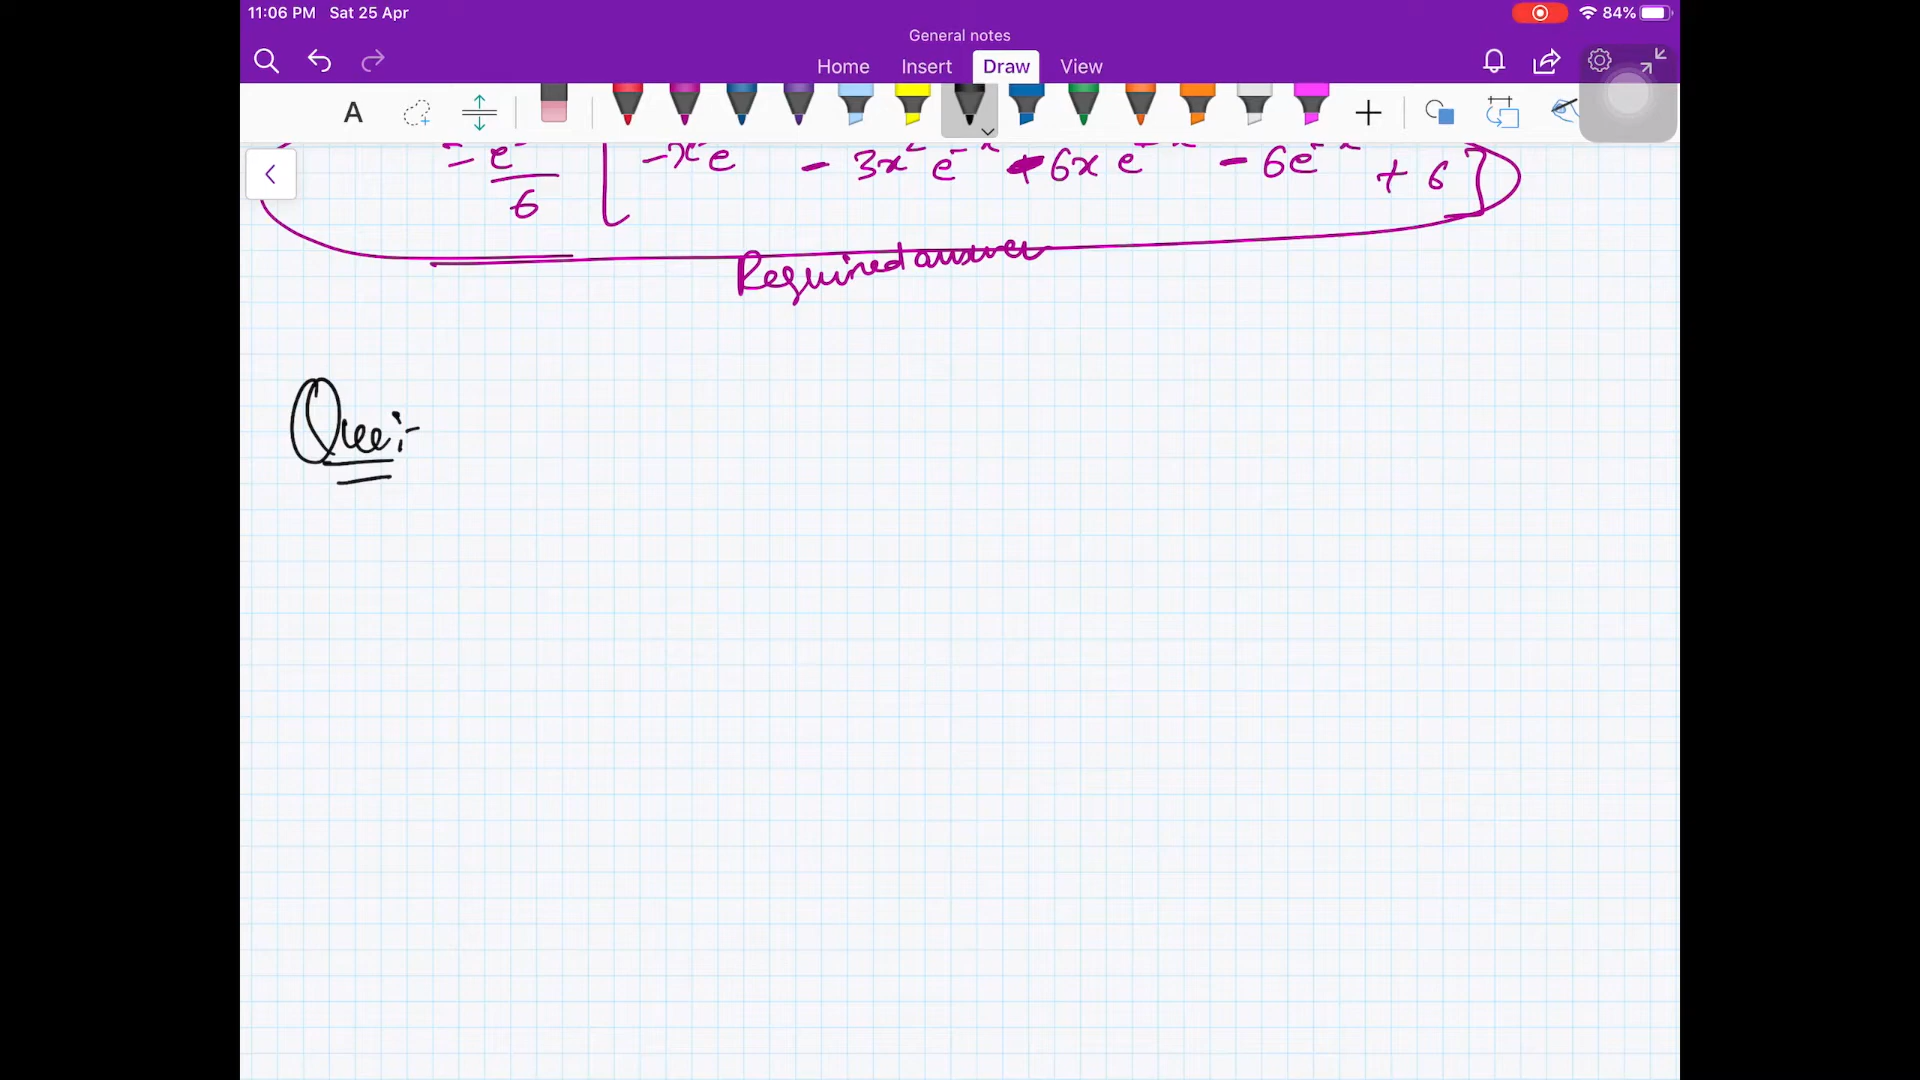 11:06 PM Sat 25 Apr 84%
General notes
Home Insert Draw View
A
= e⁻
6 [ -x e - 3x² e⁻ˣ + 6x e⁻ˣ - 6e⁻ˣ + 6 ]
Required answer
Que:-